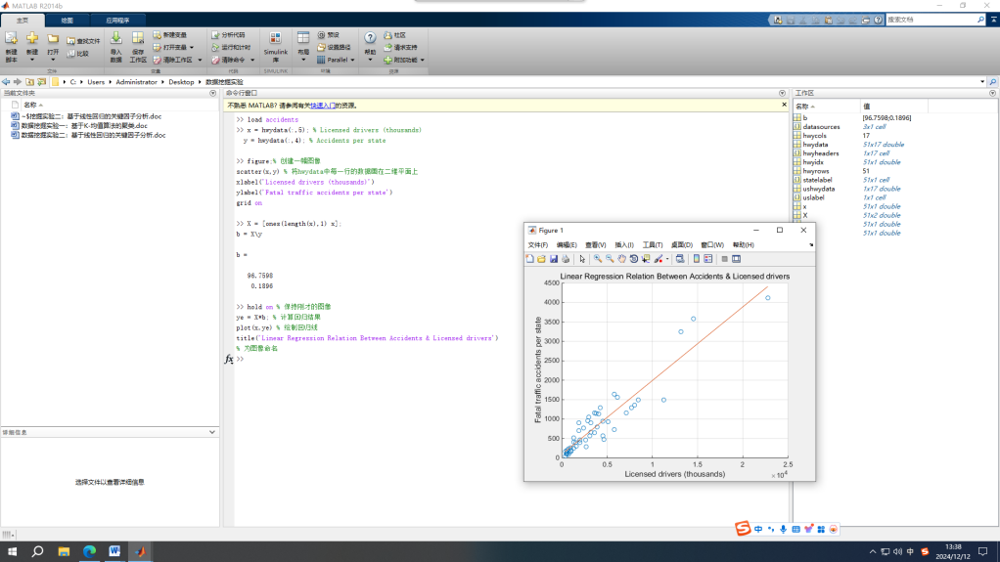 MATLAB R2014b
主页 绘图 应用程序
搜索文档
新建脚本 新建 打开 查找文件 比较
导入数据 保存工作区 新建变量 打开变量 清除工作区
分析代码 运行并计时 清除命令
Simulink 库
布局 预设 设置路径 Parallel
帮助 社区 请求支持 附加功能
文件 变量 代码 SIMULINK 环境 资源
C: Users Administrator Desktop 数据挖掘实验
当前文件夹
名称
~$挖掘实验二：基于线性回归的关键因子分析.doc
数据挖掘实验一：基于K-均值算法的聚类.doc
数据挖掘实验二：基于线性回归的关键因子分析.doc
详细信息
选择文件以查看详细信息
命令行窗口
不熟悉 MATLAB? 请参阅有关快速入门的资源。
>> load accidents
>> x = hwydata(:,5); % Licensed drivers (thousands)
y = hwydata(:,4); % Accidents per state
>> figure;% 创建一幅图像
scatter(x,y) % 将hwydata中每一行的数据画在二维平面上
xlabel('Licensed drivers (thousands)')
ylabel('Fatal traffic accidents per state')
grid on
>> X = [ones(length(x),1) x];
b = X\y
b =
96.7598
0.1896
>> hold on % 保持刚才的图像
ye = X*b; % 计算回归结果
plot(x,ye) % 绘制回归线
title('Linear Regression Relation Between Accidents & Licensed drivers')
% 为图像命名
fx >>
工作区
名称 值
b [96.7598;0.1896]
datasources 3x1 cell
hwycols 17
hwydata 51x17 double
hwyheaders 1x17 cell
hwyidx 51x1 double
hwyrows 51
statelabel 51x1 cell
ushwydata 1x17 double
uslabel 1x1 cell
x 51x1 double
X 51x2 double
51x1 double
51x1 double
Figure 1
文件(F) 编辑(E) 查看(V) 插入(I) 工具(T) 桌面(D) 窗口(W) 帮助(H)
Linear Regression Relation Between Accidents & Licensed drivers
Fatal traffic accidents per state
4500
4000
3500
3000
2500
2000
1500
1000
500
0
0 0.5 1 1.5 2 2.5
× 10^4
Licensed drivers (thousands)
中
中
13:38
2024/12/12